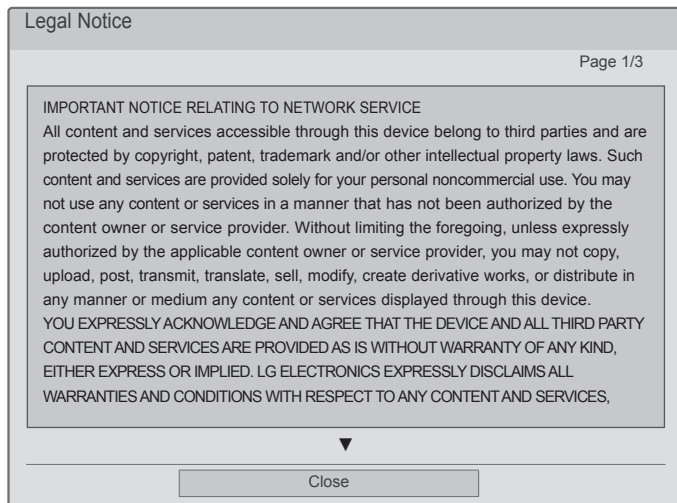 Legal Notice
Page 1/3
IMPORTANT NOTICE RELATING TO NETWORK SERVICE
All content and services accessible through this device belong to third parties and are
protected by copyright, patent, trademark and/or other intellectual property laws. Such
content and services are provided solely for your personal noncommercial use. You may
not use any content or services in a manner that has not been authorized by the
content owner or service provider. Without limiting the foregoing, unless expressly
authorized by the applicable content owner or service provider, you may not copy,
upload, post, transmit, translate, sell, modify, create derivative works, or distribute in
any manner or medium any content or services displayed through this device.
YOU EXPRESSLY ACKNOWLEDGE AND AGREE THAT THE DEVICE AND ALL THIRD PARTY
CONTENT AND SERVICES ARE PROVIDED AS IS WITHOUT WARRANTY OF ANY KIND,
EITHER EXPRESS OR IMPLIED. LG ELECTRONICS EXPRESSLY DISCLAIMS ALL
WARRANTIES AND CONDITIONS WITH RESPECT TO ANY CONTENT AND SERVICES,
▼
Close